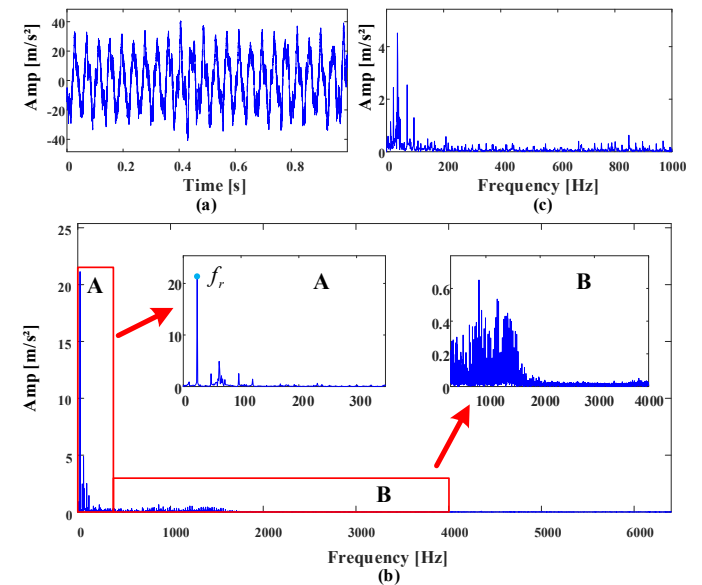 40
20
0
-20
-40
Amp [m/s²]
0 0.2 0.4 0.6 0.8
Time [s]
(a)
4
2
0
Amp [m/s²]
200 400 600 800 1000
Frequency [Hz]
(c)
25
20
15
10
5
0
Amp [m/s²]
A
20
10
0
f_r
A
0 100 200 300
0.6
0.4
0.2
0
B
1000 2000 3000 4000
B
0 1000 2000 3000 4000 5000 6000
Frequency [Hz]
(b)